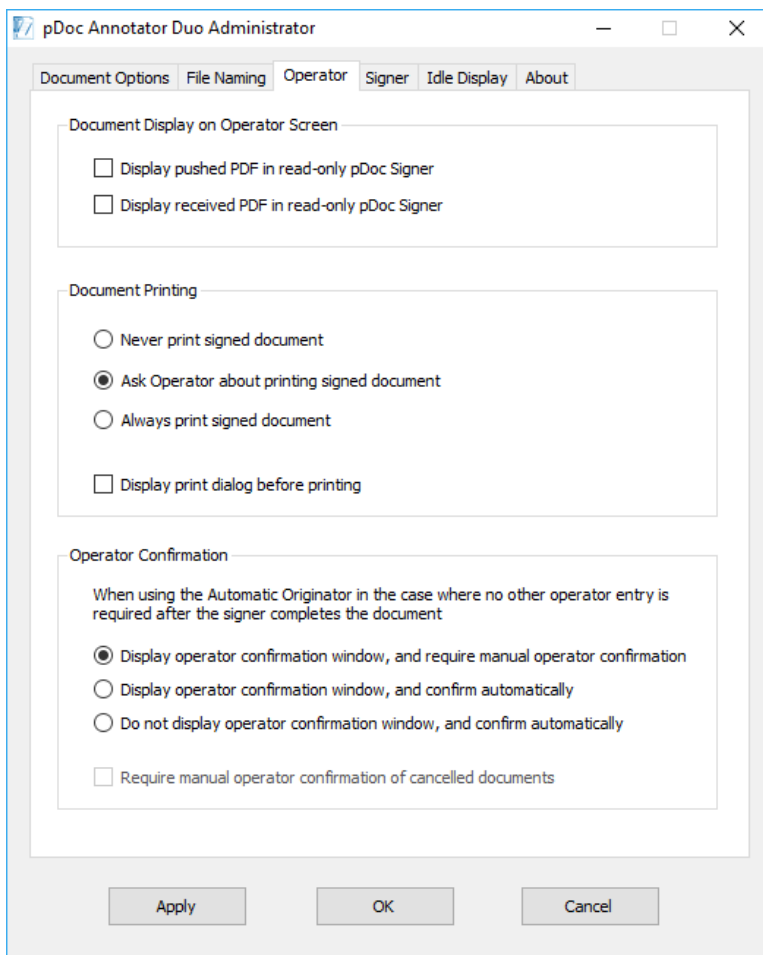 pDoc Annotator Duo Administrator
Document Options File Naming Operator Signer Idle Display About
Document Display on Operator Screen
Display pushed PDF in read-only pDoc Signer
Display received PDF in read-only pDoc Signer
Document Printing
Never print signed document
Ask Operator about printing signed document
Always print signed document
Display print dialog before printing
Operator Confirmation
When using the Automatic Originator in the case where no other operator entry is
required after the signer completes the document
Display operator confirmation window, and require manual operator confirmation
Display operator confirmation window, and confirm automatically
Do not display operator confirmation window, and confirm automatically
Require manual operator confirmation of cancelled documents
Apply OK Cancel